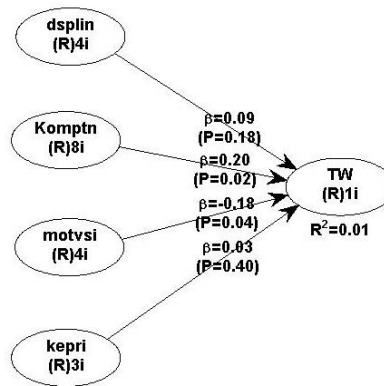 dsplin
(R)4i
β=0.09
(P=0.18)
Komptn
(R)8i
β=0.20
(P=0.02)
TW
(R)1i
R²=0.01
motvsi
(R)4i
β=-0.18
(P=0.04)
β=0.03
(P=0.40)
kepri
(R)3i